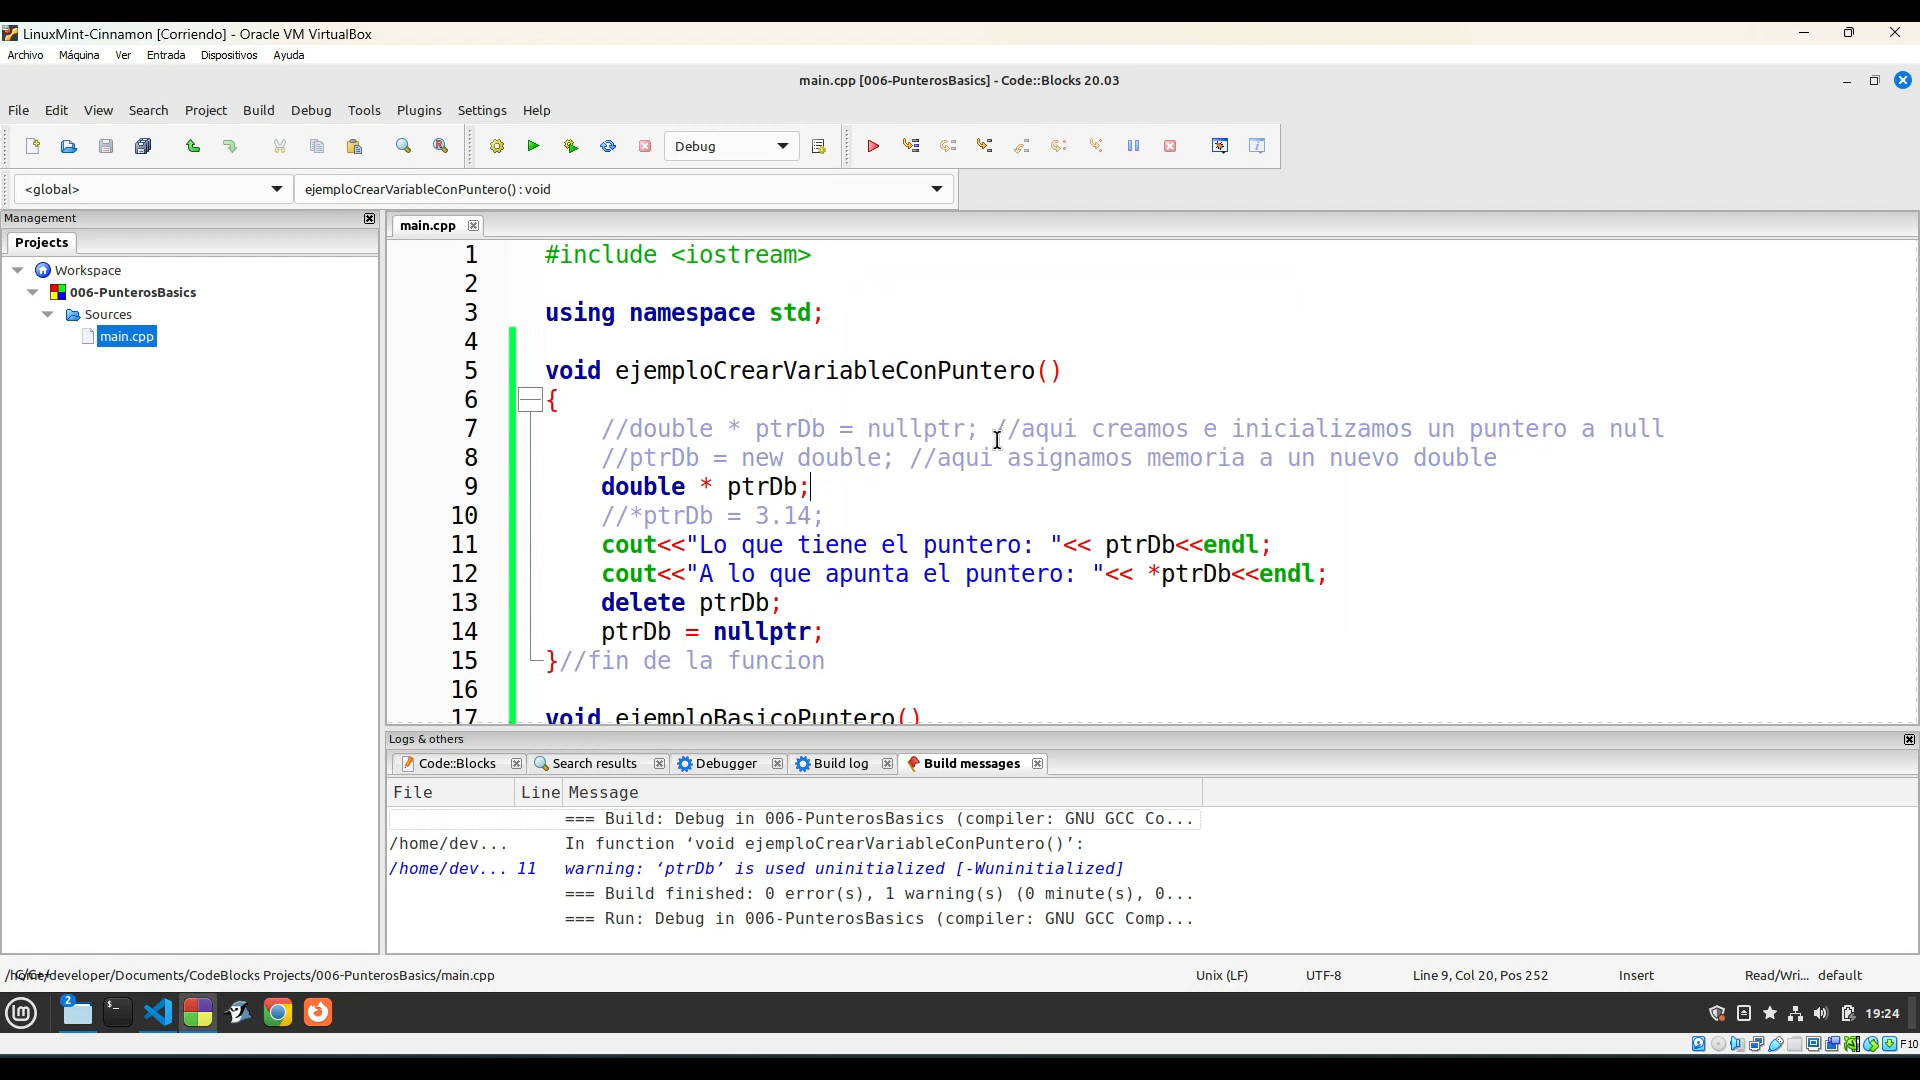 LinuxMint-Cinnamon [Corriendo] - Oracle VM VirtualBox
Archivo Máquina Ver Entrada Dispositivos Ayuda
main.cpp [006-PunterosBasics] - Code::Blocks 20.03
File Edit View Search Project Build Debug Tools Plugins Settings Help
Debug
<global> ejemploCrearVariableConPuntero() : void
Management
Projects
Workspace
006-PunterosBasics
Sources
main.cpp
main.cpp
1 #include <iostream>
2
3 using namespace std;
4
5 void ejemploCrearVariableConPuntero()
6 {
7 //double * ptrDb = nullptr; //aqui creamos e inicializamos un puntero a null
8 //ptrDb = new double; //aqui asignamos memoria a un nuevo double
9 double * ptrDb;
10 //*ptrDb = 3.14;
11 cout<<"Lo que tiene el puntero: "<< ptrDb<<endl;
12 cout<<"A lo que apunta el puntero: "<< *ptrDb<<endl;
13 delete ptrDb;
14 ptrDb = nullptr;
15 }//fin de la funcion
16
17 void ejemploBasicoPuntero()
Logs & others
Code::Blocks Search results Debugger Build log Build messages
File Line Message
=== Build: Debug in 006-PunterosBasics (compiler: GNU GCC Co...
/home/dev... In function ‘void ejemploCrearVariableConPuntero()’:
/home/dev... 11 warning: ‘ptrDb’ is used uninitialized [-Wuninitialized]
=== Build finished: 0 error(s), 1 warning(s) (0 minute(s), 0...
=== Run: Debug in 006-PunterosBasics (compiler: GNU GCC Comp...
/home/developer/Documents/CodeBlocks Projects/006-PunterosBasics/main.cpp Unix (LF) UTF-8 Line 9, Col 20, Pos 252 Insert Read/Wri... default
2 19:24
F10